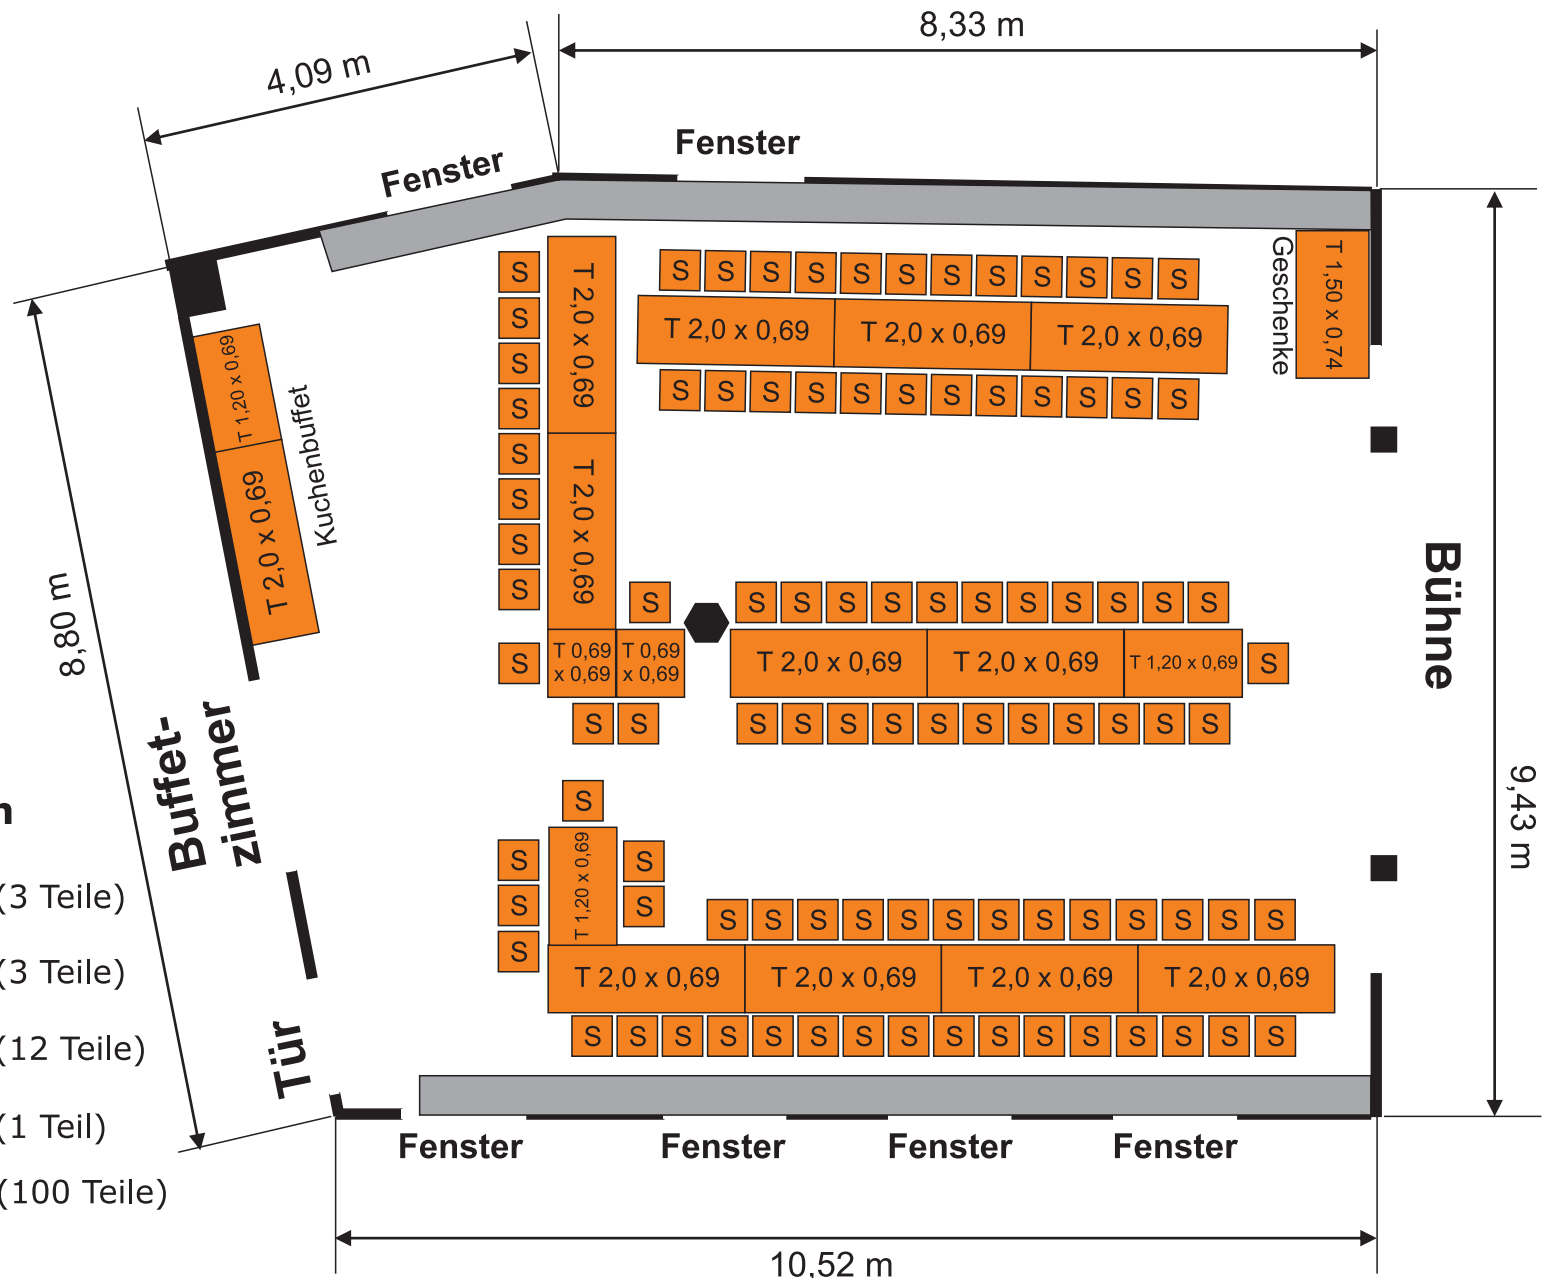 8,33 m
4,09 m
Fenster
Fenster
S S S S S S S S S S S S
T 2,0 x 0,69 T 2,0 x 0,69 T 2,0 x 0,69
S S S S S S S S S S S S
Geschenke
T 1,50 x 0,74
S
S
S
S
S
S
S
S
T 2,0 x 0,69
T 2,0 x 0,69
T 1,20 x 0,69
T 2,0 x 0,69
Kuchenbuffet
8,80 m
S
S S S S S S S S S S S
S
T 0,69
x 0,69
T 0,69
x 0,69
T 2,0 x 0,69 T 2,0 x 0,69 T 1,20 x 0,69
S
S S
S S S S S S S S S S S
Bühne
9,43 m
Buffet-
zimmer
S
S
S
S
T 1,20 x 0,69
S
S
S S S S S S S S S S S S S
T 2,0 x 0,69 T 2,0 x 0,69 T 2,0 x 0,69 T 2,0 x 0,69
S S S S S S S S S S S S S S S S
Tür
n
(3 Teile)
(3 Teile)
(12 Teile)
(1 Teil)
(100 Teile)
Fenster Fenster Fenster Fenster
10,52 m